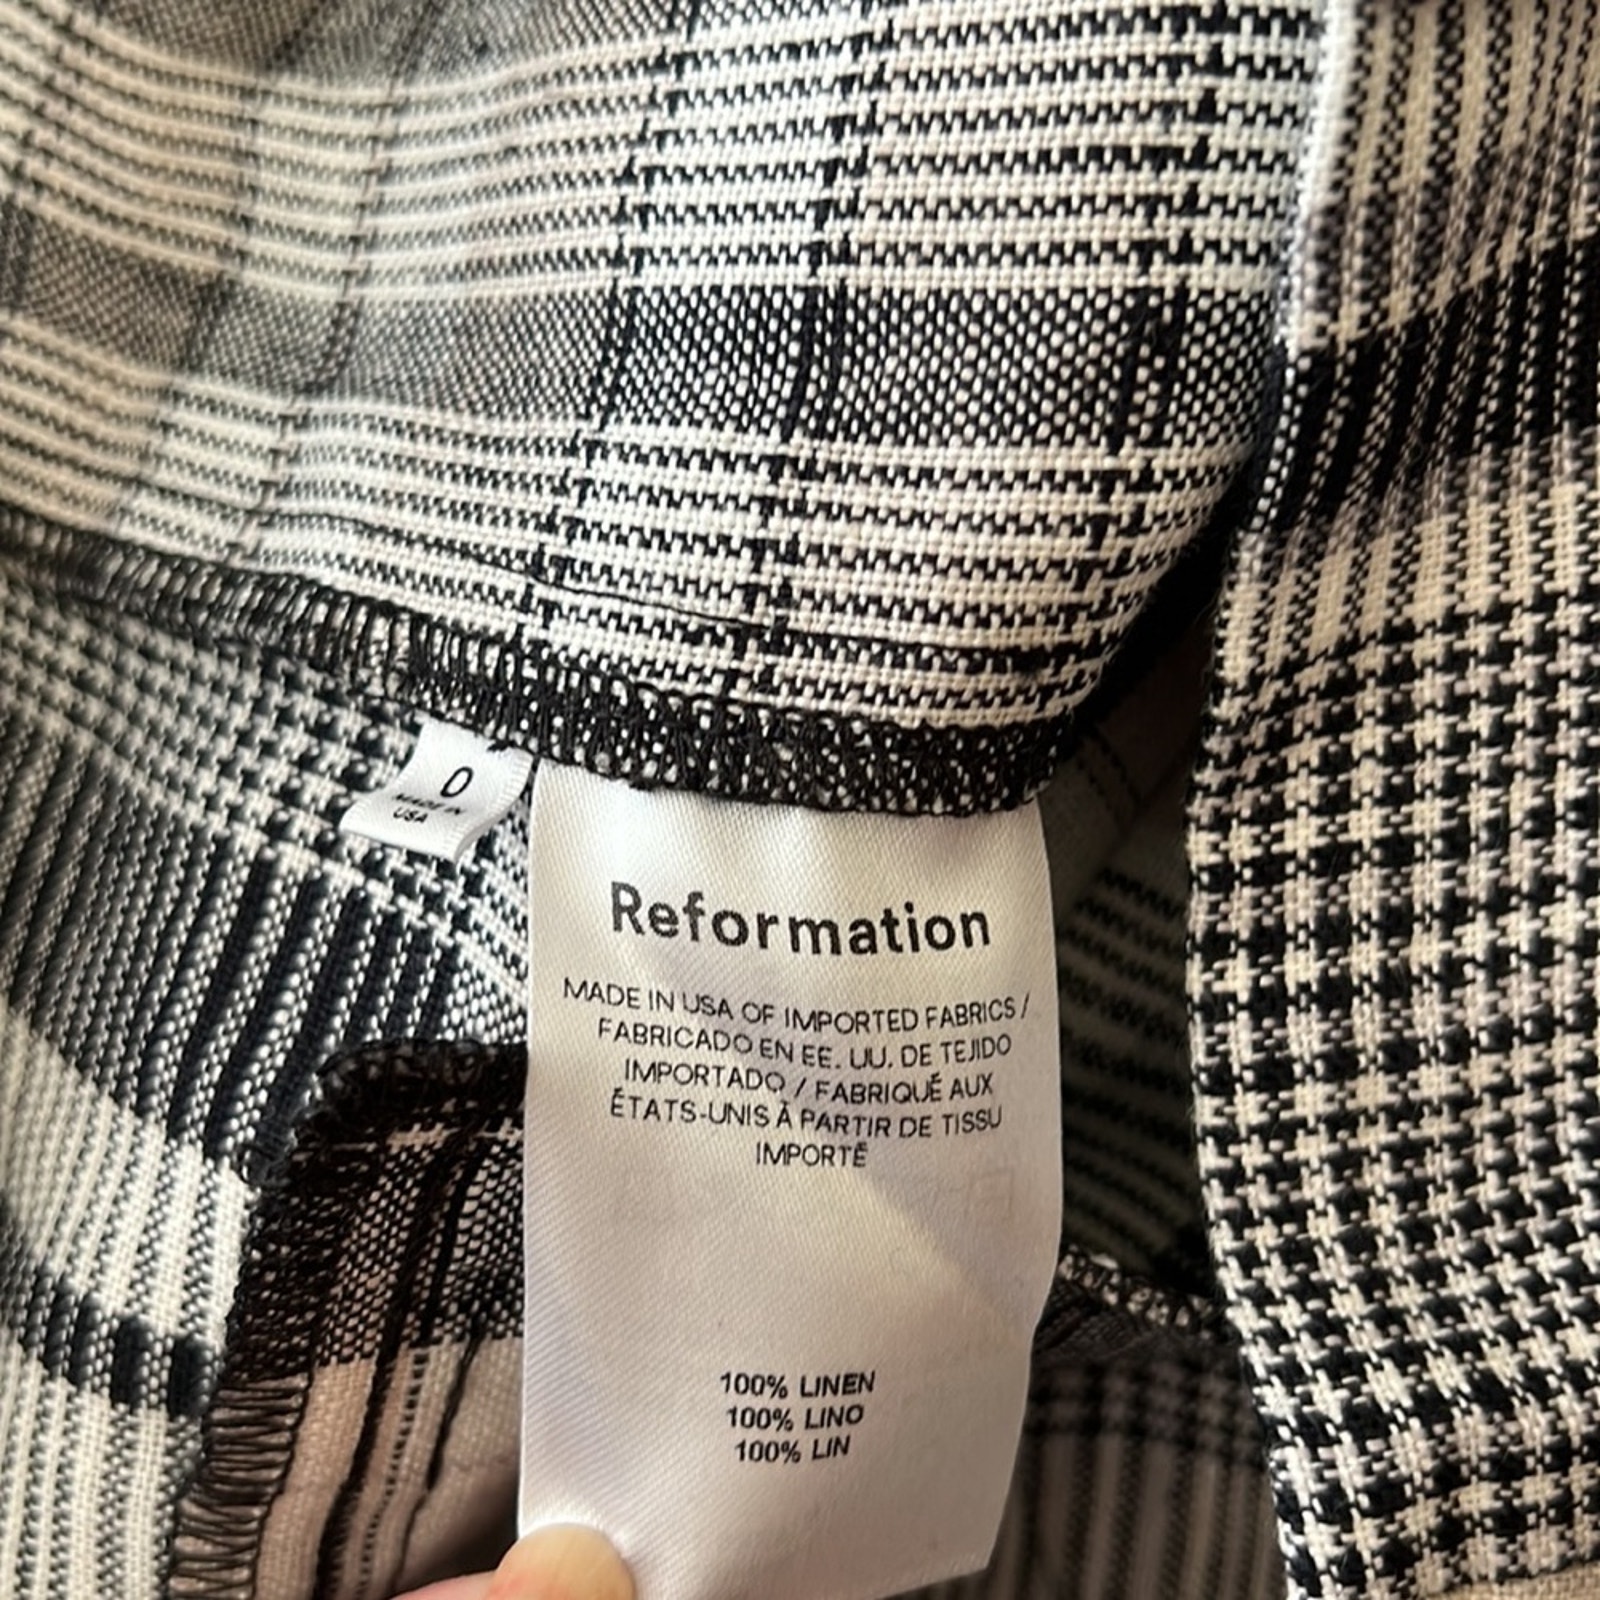 0
MADE IN
USA
Reformation
MADE IN USA OF IMPORTED FABRICS /
FABRICADO EN EE. UU. DE TEJIDO
IMPORTADO / FABRIQUÉ AUX
ÉTATS-UNIS À PARTIR DE TISSU
IMPORTÉ
100% LINEN
100% LINO
100% LIN